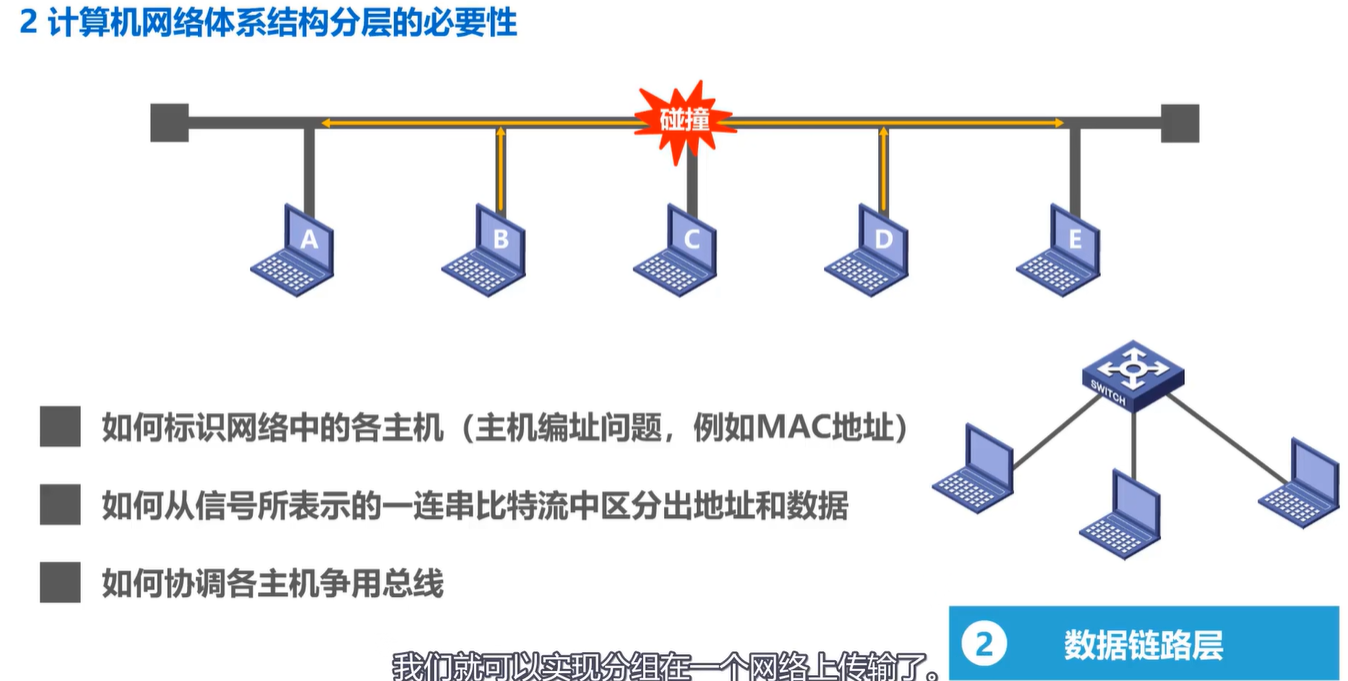 2 计算机网络体系结构分层的必要性
碰撞
A
B
C
D
E
SWITCH
如何标识网络中的各主机（主机编址问题，例如MAC地址）
如何从信号所表示的一连串比特流中区分出地址和数据
如何协调各主机争用总线
2 数据链路层
我们就可以实现分组在一个网络上传输了。